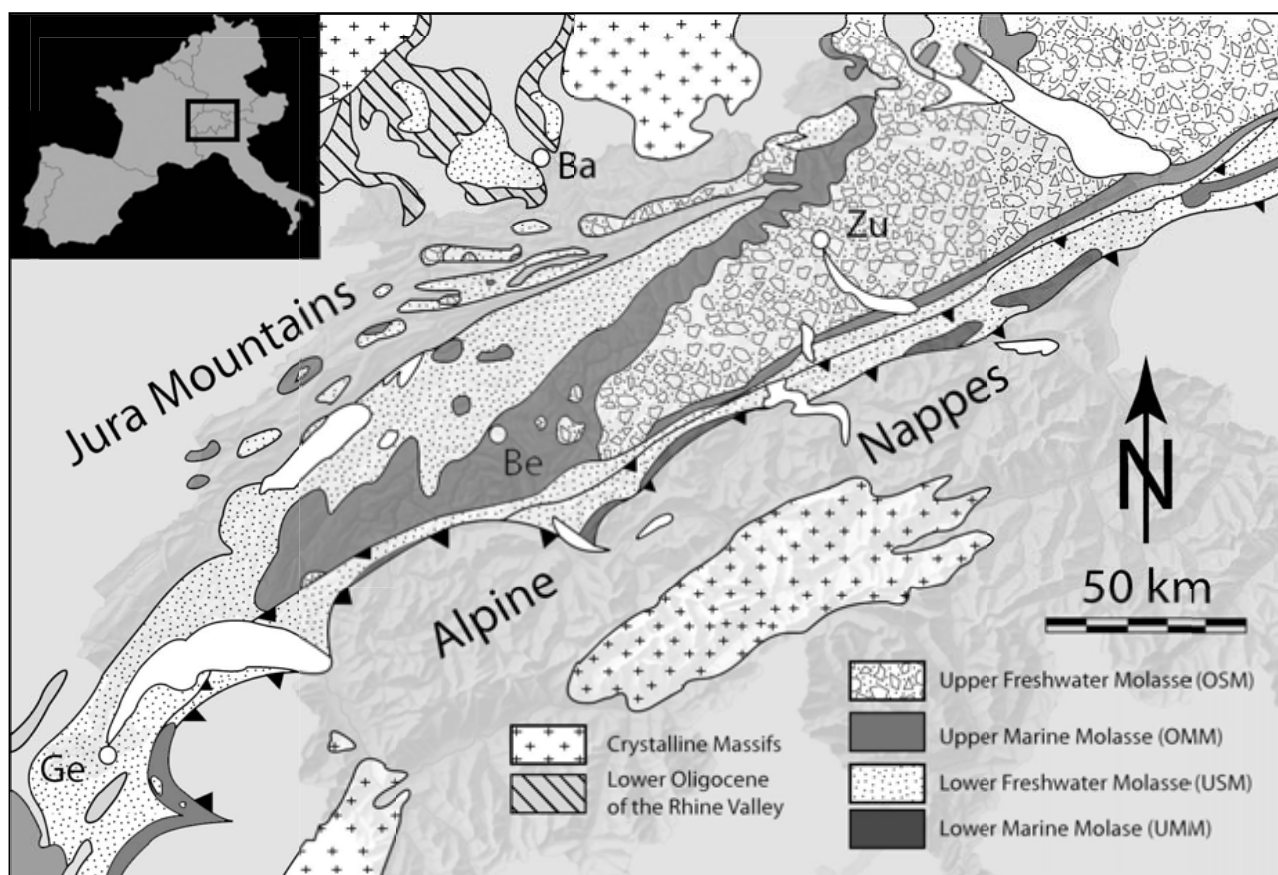 Ba
Zu
Jura Mountains
Be
Alpine
Nappes
N
50 km
Ge
Crystalline Massifs
Lower Oligocene
of the Rhine Valley
Upper Freshwater Molasse (OSM)
Upper Marine Molasse (OMM)
Lower Freshwater Molasse (USM)
Lower Marine Molase (UMM)